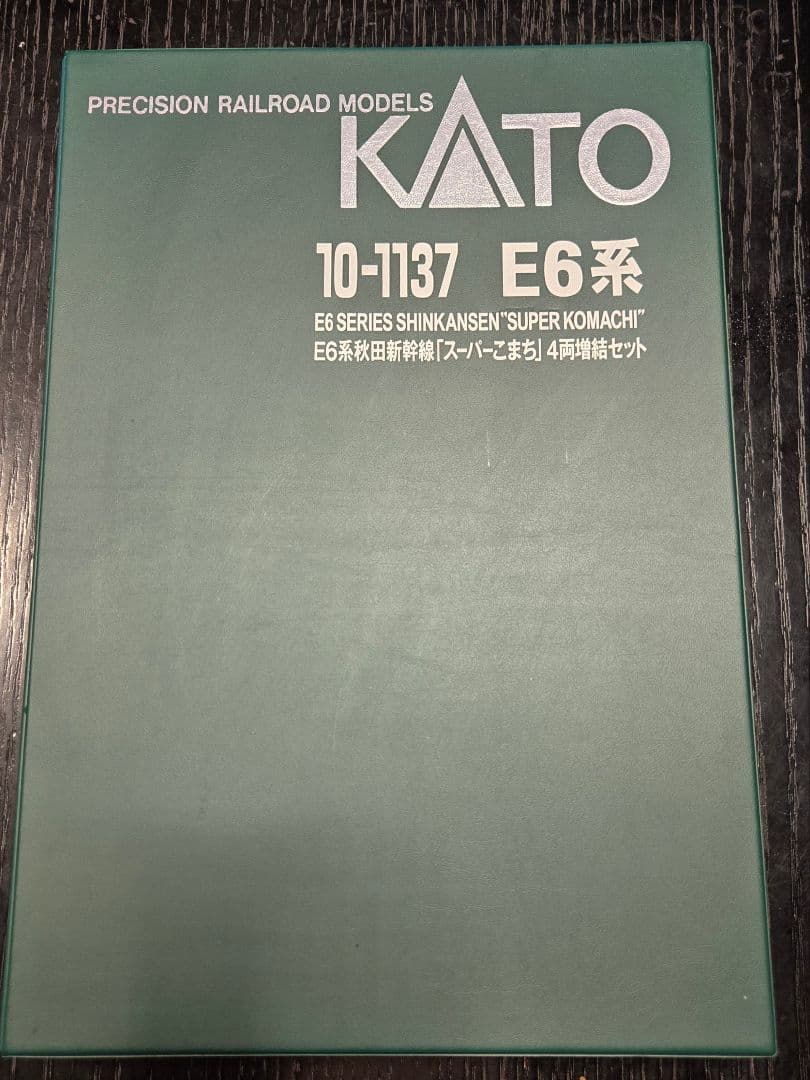 PRECISION RAILROAD MODELS
KATO
10-1137 E6系
E6 SERIES SHINKANSEN "SUPER KOMACHI"
E6系秋田新幹線「スーパーこまち」4両増結セット